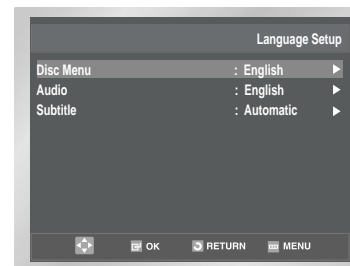 Language Setup
Disc Menu : English
Audio : English
Subtitle : Automatic
OK RETURN MENU